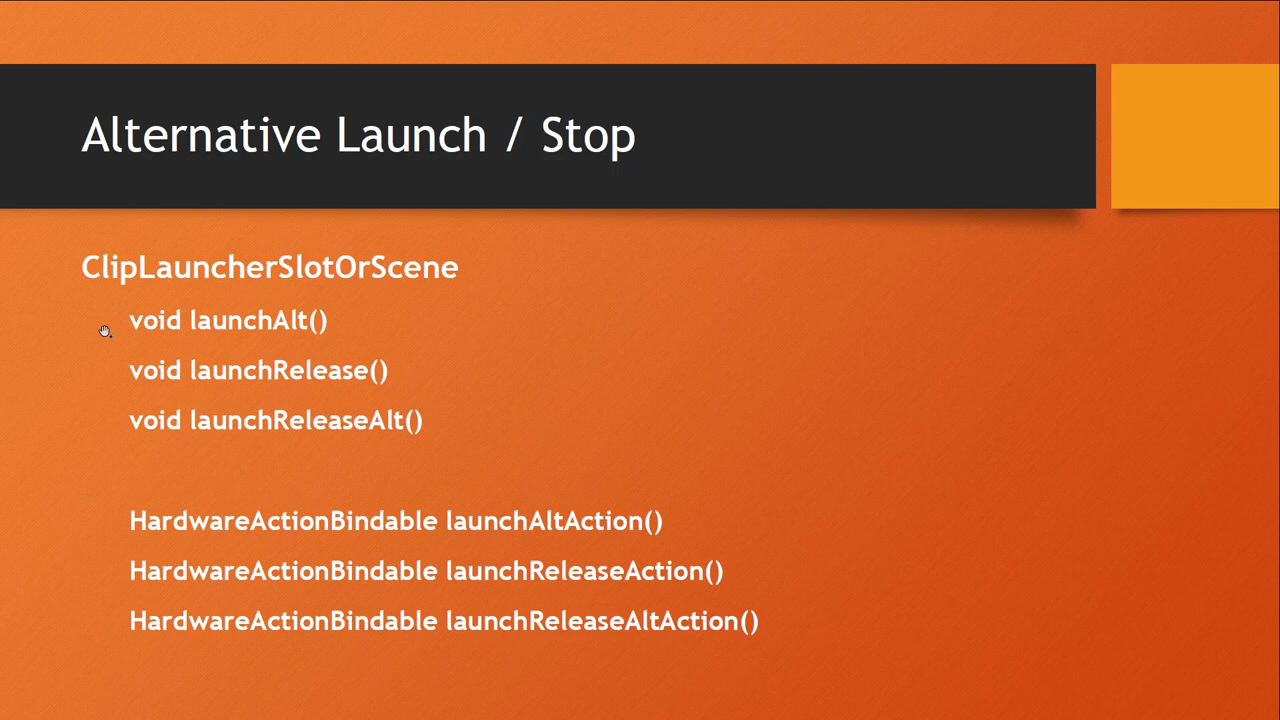 Alternative Launch / Stop
ClipLauncherSlotOrScene
void launchAlt()
void launchRelease()
void launchReleaseAlt()
HardwareActionBindable launchAltAction()
HardwareActionBindable launchReleaseAction()
HardwareActionBindable launchReleaseAltAction()